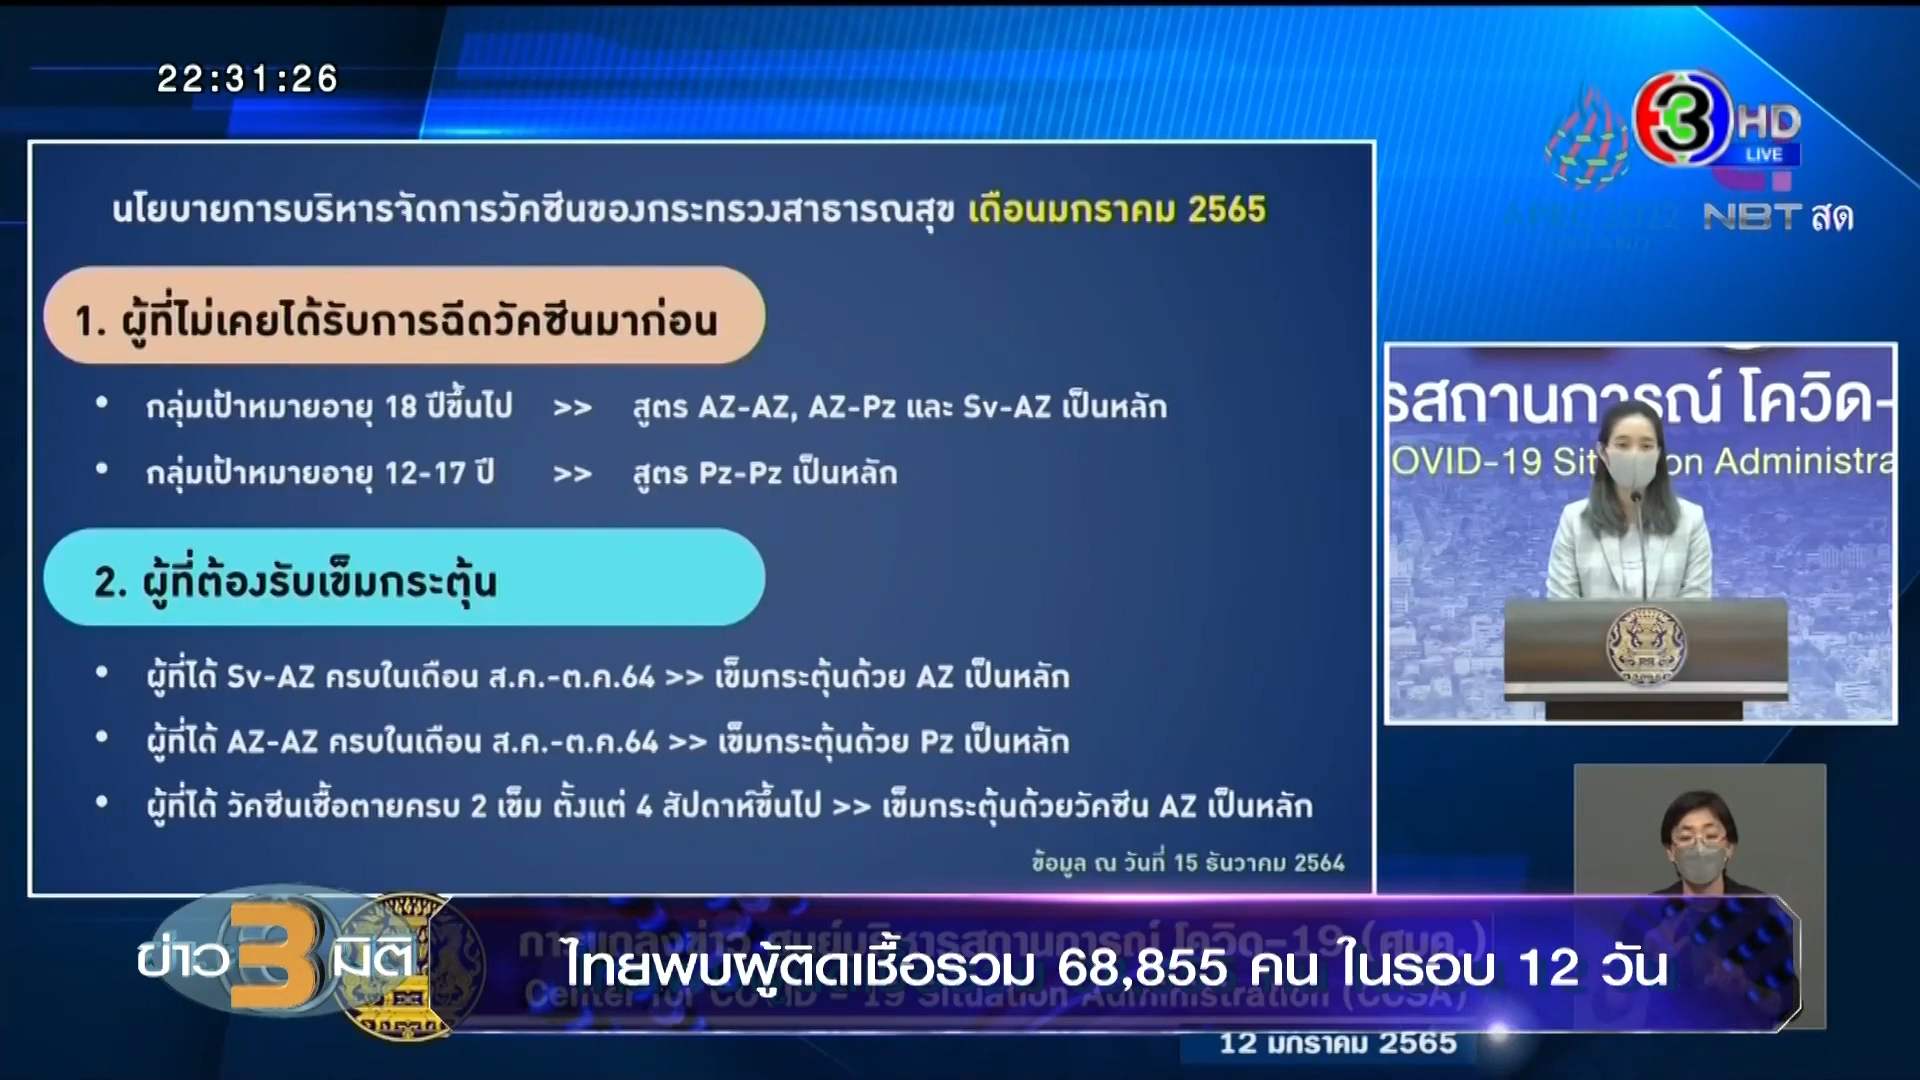 22:31:26
3 HD
LIVE
NBT สด
นโยบายการบริหารจัดการวัคซีนของกระทรวงสาธารณสุข เดือนมกราคม 2565
1. ผู้ที่ไม่เคยได้รับการฉีดวัคซีนมาก่อน
• กลุ่มเป้าหมายอายุ 18 ปีขึ้นไป >> สูตร AZ-AZ, AZ-Pz และ Sv-AZ เป็นหลัก
• กลุ่มเป้าหมายอายุ 12-17 ปี >> สูตร Pz-Pz เป็นหลัก
2. ผู้ที่ต้องรับเข็มกระตุ้น
• ผู้ที่ได้ Sv-AZ ครบในเดือน ส.ค.-ต.ค.64 >> เข็มกระตุ้นด้วย AZ เป็นหลัก
• ผู้ที่ได้ AZ-AZ ครบในเดือน ส.ค.-ต.ค.64 >> เข็มกระตุ้นด้วย Pz เป็นหลัก
• ผู้ที่ได้ วัคซีนเชื้อตายครบ 2 เข็ม ตั้งแต่ 4 สัปดาห์ขึ้นไป >> เข็มกระตุ้นด้วยวัคซีน AZ เป็นหลัก
ข้อมูล ณ วันที่ 15 ธันวาคม 2564
รสถานการณ์ โควิด-
OVID-19 Sit on Administra
ข่าว 3 มิติ
ไทยพบผู้ติดเชื้อรวม 68,855 คน ในรอบ 12 วัน
12 มกราคม 2565